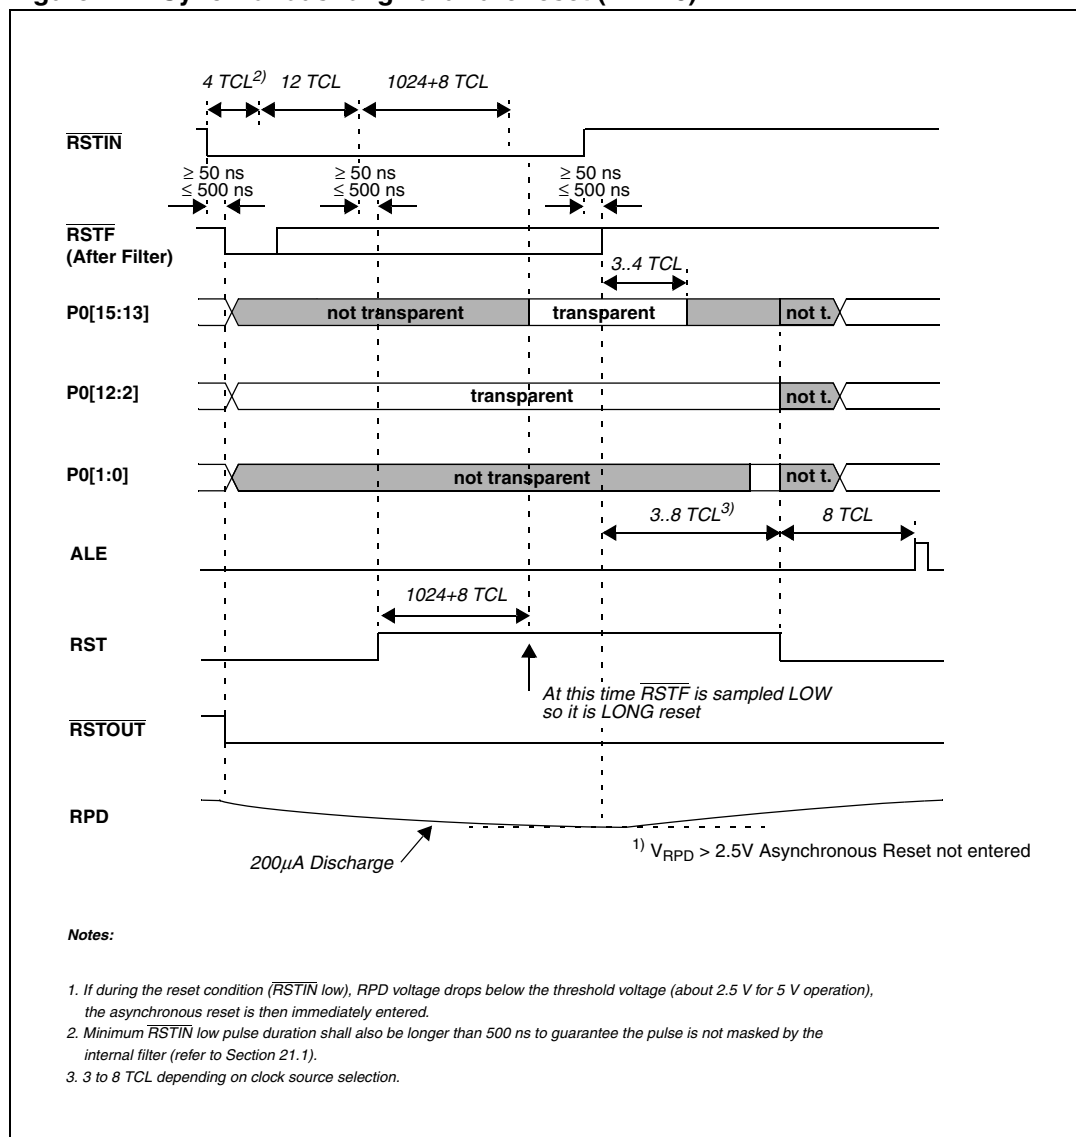 4 TCL2) 12 TCL 1024+8 TCL
RSTIN
≥ 50 ns ≥ 50 ns ≥ 50 ns
≤ 500 ns ≤ 500 ns ≤ 500 ns
RSTF
(After Filter)
3..4 TCL
P0[15:13] not transparent transparent not t.
P0[12:2] transparent not t.
P0[1:0] not transparent not t.
3..8 TCL3) 8 TCL
ALE
1024+8 TCL
RST
At this time RSTF is sampled LOW
so it is LONG reset
RSTOUT
RPD
200μA Discharge
1) VRPD > 2.5V Asynchronous Reset not entered
Notes:
1. If during the reset condition (RSTIN low), RPD voltage drops below the threshold voltage (about 2.5 V for 5 V operation),
the asynchronous reset is then immediately entered.
2. Minimum RSTIN low pulse duration shall also be longer than 500 ns to guarantee the pulse is not masked by the
internal filter (refer to Section 21.1).
3. 3 to 8 TCL depending on clock source selection.